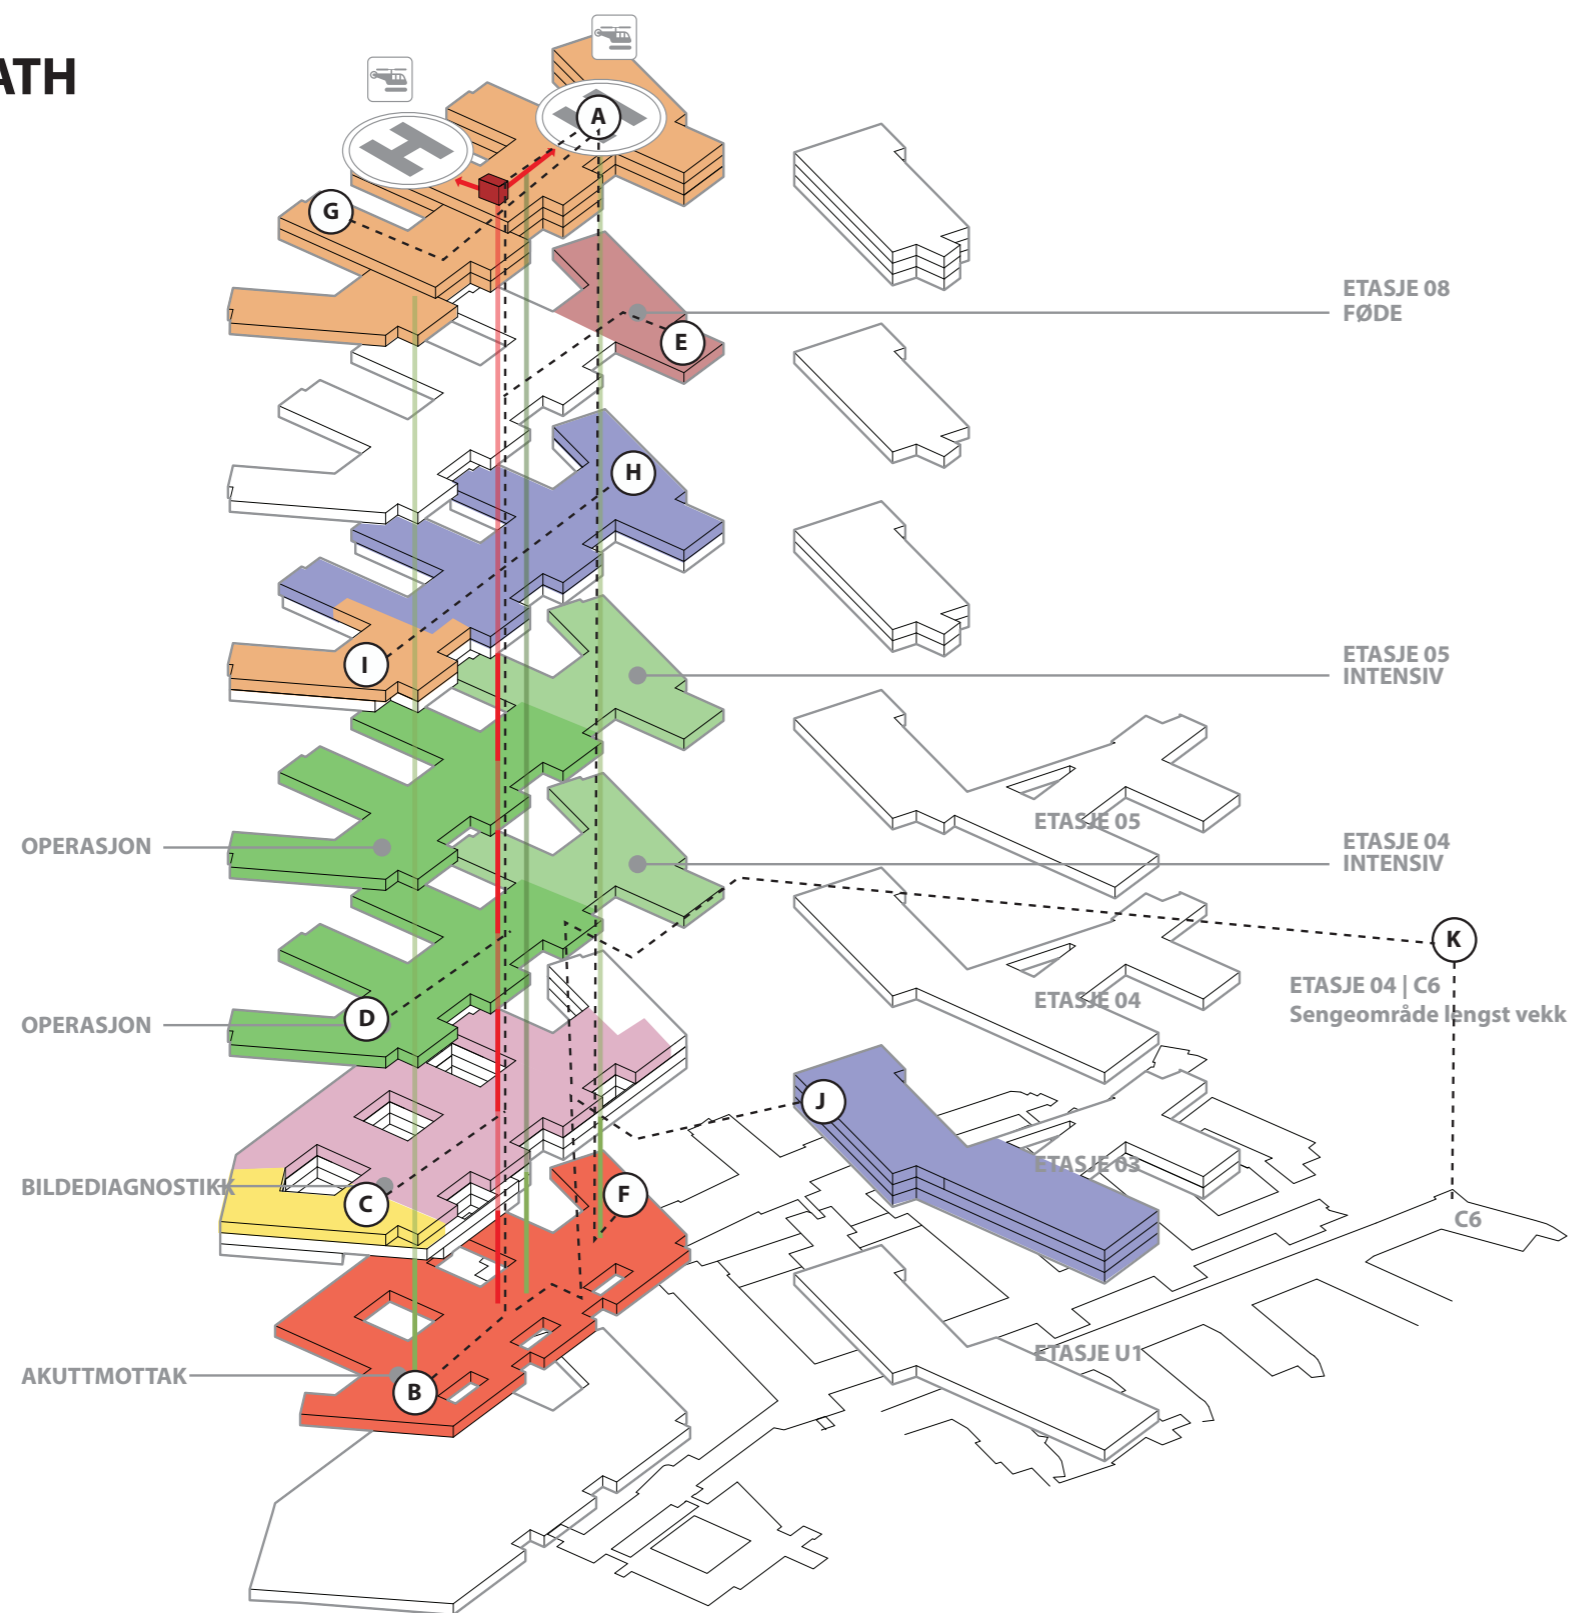 ATH
H
A
G
ETASJE 08
FØDE
E
H
I
ETASJE 05
INTENSIV
OPERASJON
ETASJE 05
ETASJE 04
INTENSIV
K
ETASJE 04 | C6
Sengeområde lengst vekk
ETASJE 04
D
OPERASJON
J
ETASJE 03
BILDEDIAGNOSTIKK
C
F
C6
ETASJE U1
AKUTTMOTTAK
B